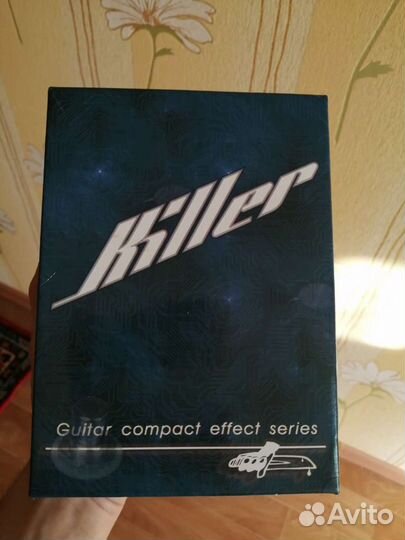 Killer
Guitar compact effect series
Avito